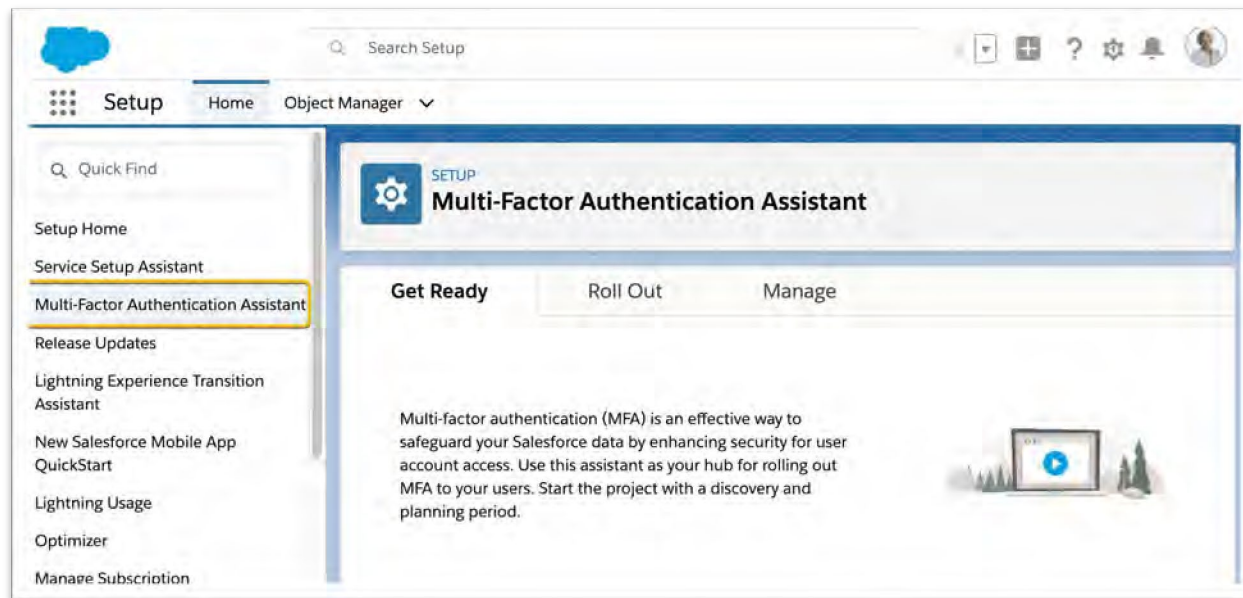 Search Setup
Setup
Home
Object Manager
Quick Find
Setup Home
Service Setup Assistant
Multi-Factor Authentication Assistant
Release Updates
Lightning Experience Transition
Assistant
New Salesforce Mobile App
QuickStart
Lightning Usage
Optimizer
Manage Subscription
SETUP
Multi-Factor Authentication Assistant
Get Ready
Roll Out
Manage
Multi-factor authentication (MFA) is an effective way to
safeguard your Salesforce data by enhancing security for user
account access. Use this assistant as your hub for rolling out
MFA to your users. Start the project with a discovery and
planning period.